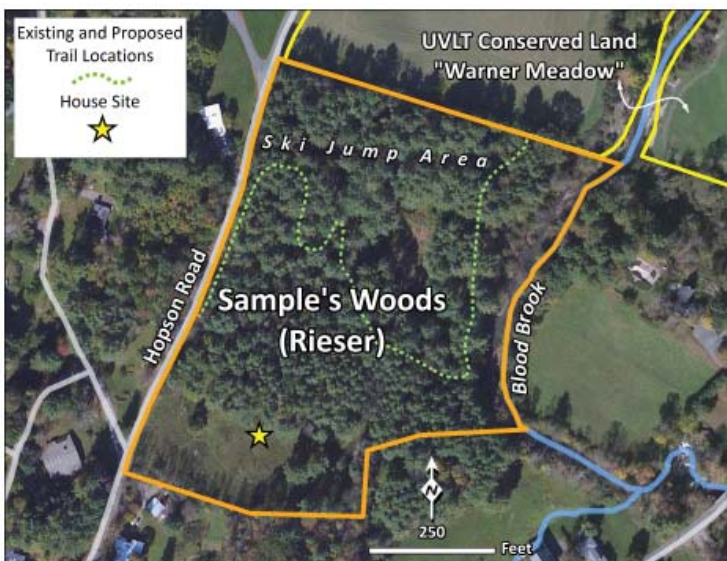 Existing and Proposed
Trail Locations
House Site
UVLT Conserved Land
"Warner Meadow"
Ski Jump Area
Hopson Road
Sample's Woods
(Rieser)
Blood Brook
N
250
Feet